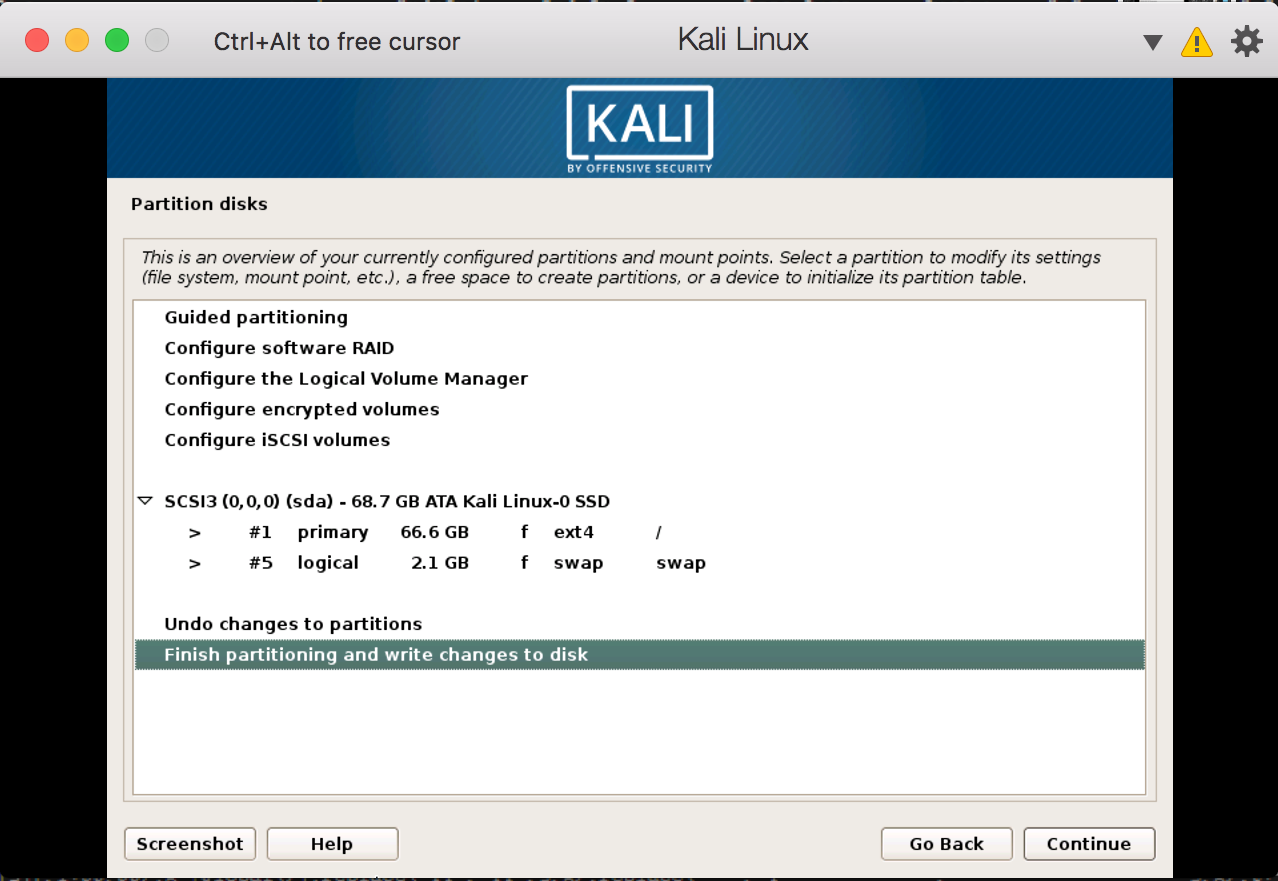 Ctrl+Alt to free cursor
Kali Linux
KALI
BY OFFENSIVE SECURITY
Partition disks
This is an overview of your currently configured partitions and mount points. Select a partition to modify its settings
(file system, mount point, etc.), a free space to create partitions, or a device to initialize its partition table.
Guided partitioning
Configure software RAID
Configure the Logical Volume Manager
Configure encrypted volumes
Configure iSCSI volumes
SCSI3 (0,0,0) (sda) - 68.7 GB ATA Kali Linux-0 SSD
> #1 primary 66.6 GB f ext4 /
> #5 logical 2.1 GB f swap swap
Undo changes to partitions
Finish partitioning and write changes to disk
Screenshot
Help
Go Back
Continue